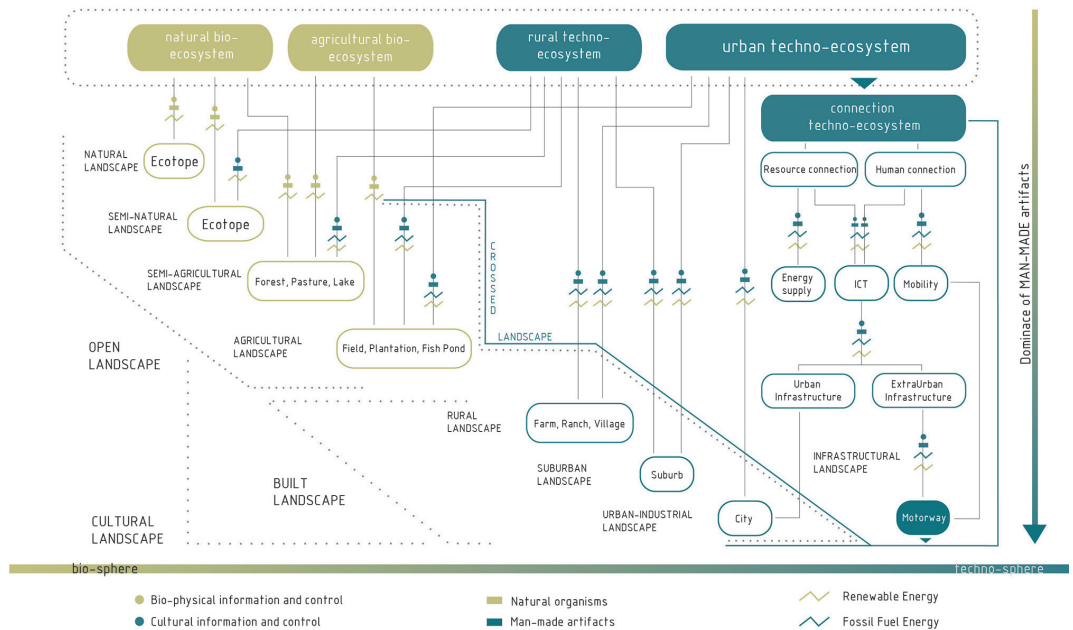 natural bio-
ecosystem
agricultural bio-
ecosystem
rural techno-
ecosystem
urban techno-ecosystem
connection
techno-ecosystem
Resource connection
Human connection
NATURAL
LANDSCAPE
Ecotope
SEMI-NATURAL
LANDSCAPE
Ecotope
SEMI-AGRICULTURAL
LANDSCAPE
Forest, Pasture, Lake
CROSSED
LANDSCAPE
Energy
supply
ICT
Mobility
AGRICULTURAL
LANDSCAPE
Field, Plantation, Fish Pond
OPEN
LANDSCAPE
Urban
Infrastructure
ExtraUrban
Infrastructure
RURAL
LANDSCAPE
Farm, Ranch, Village
INFRASTRUCTURAL
LANDSCAPE
SUBURBAN
LANDSCAPE
Suburb
BUILT
LANDSCAPE
URBAN-INDUSTRIAL
LANDSCAPE
City
Motorway
CULTURAL
LANDSCAPE
Dominace of MAN-MADE artifacts
bio-sphere
techno-sphere
Bio-physical information and control
Natural organisms
Renewable Energy
Cultural information and control
Man-made artifacts
Fossil Fuel Energy